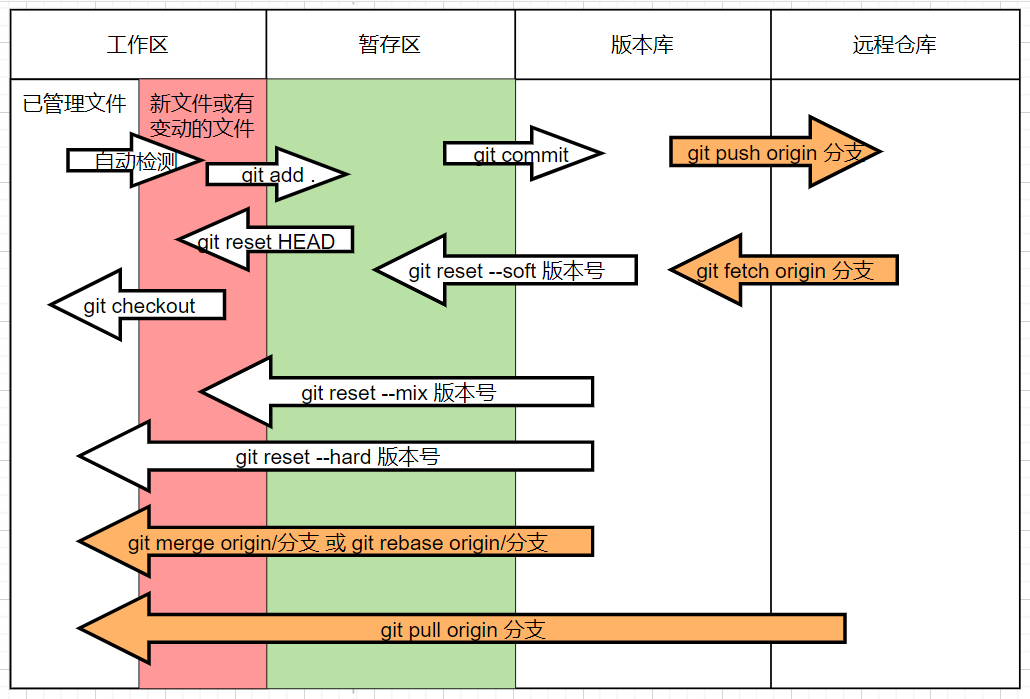 工作区
暂存区
版本库
远程仓库
已管理文件
新文件或有
变动的文件
自动检测
git add .
git commit
git push origin 分支
git reset HEAD
git reset --soft 版本号
git fetch origin 分支
git checkout
git reset --mix 版本号
git reset --hard 版本号
git merge origin/分支 或 git rebase origin/分支
git pull origin 分支